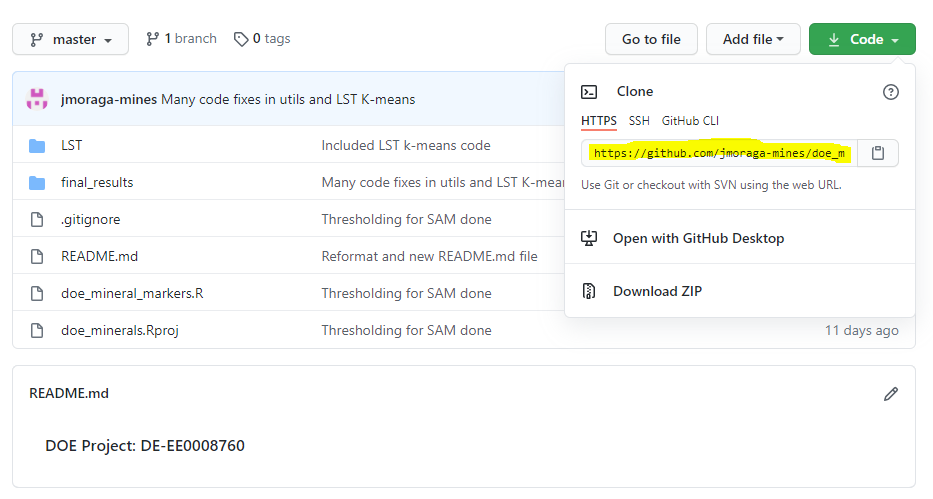 master
1 branch
0 tags
Go to file
Add file
Code
jmoraga-mines Many code fixes in utils and LST K-means
LST Included LST k-means code
final_results Many code fixes in utils and LST K-mea
.gitignore Thresholding for SAM done
README.md Reformat and new README.md file
doe_mineral_markers.R Thresholding for SAM done
doe_minerals.Rproj Thresholding for SAM done 11 days ago
Clone
HTTPS SSH GitHub CLI
https://github.com/jmoraga-mines/doe_m
Use Git or checkout with SVN using the web URL.
Open with GitHub Desktop
Download ZIP
README.md
DOE Project: DE-EE0008760